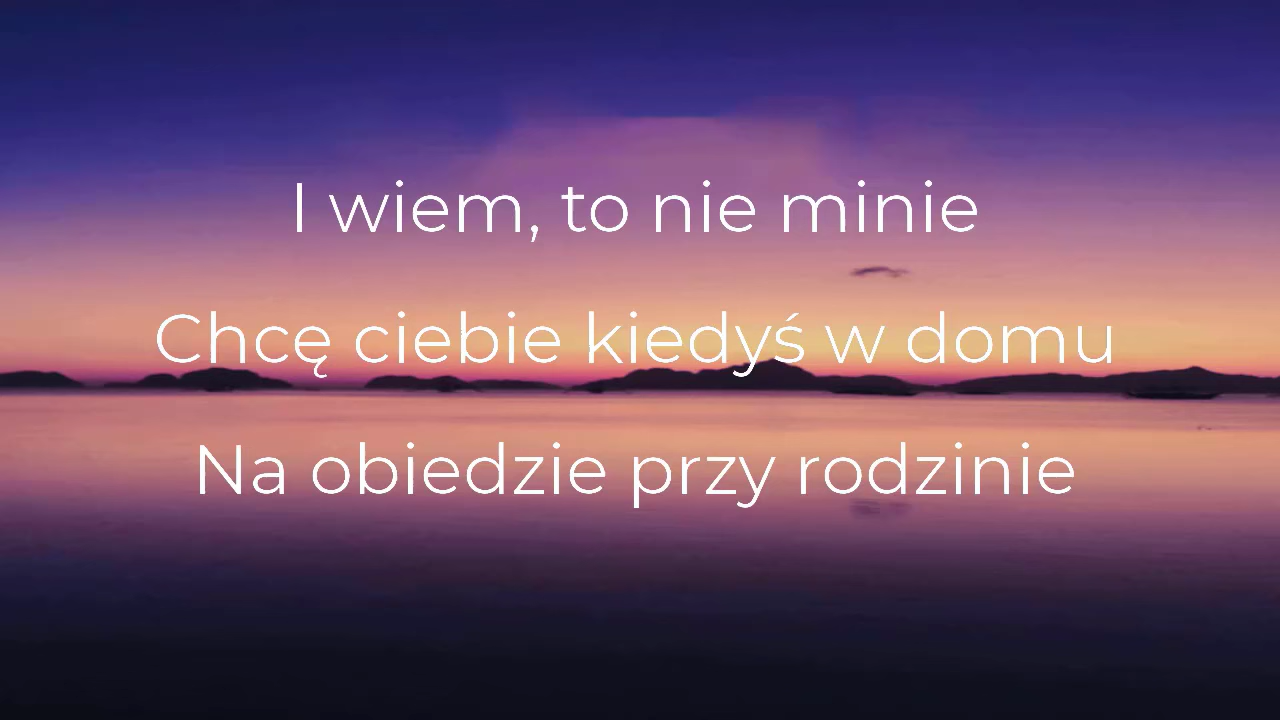 I wiem, to nie minie
Chcę ciebie kiedyś w domu
Na obiedzie przy rodzinie